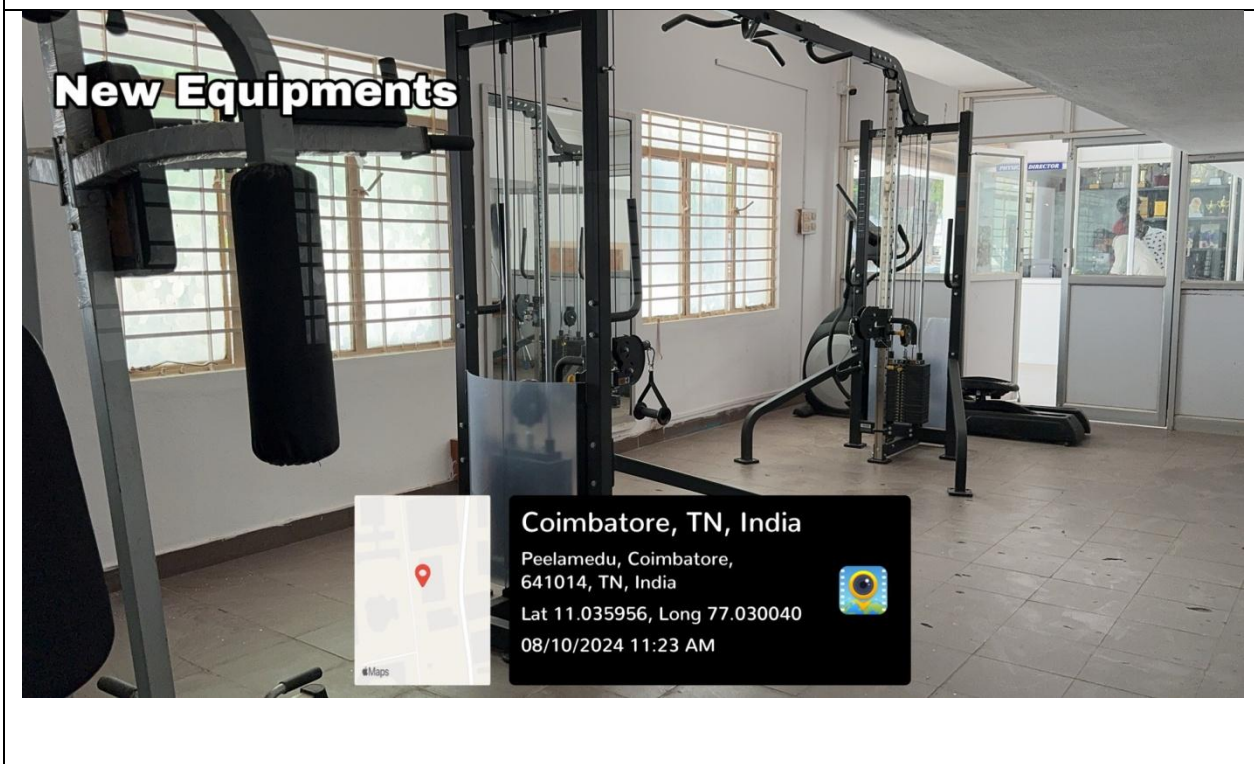 New Equipments
DIRECTOR
Coimbatore, TN, India
Peelamedu, Coimbatore,
641014, TN, India
Lat 11.035956, Long 77.030040
08/10/2024 11:23 AM
Maps